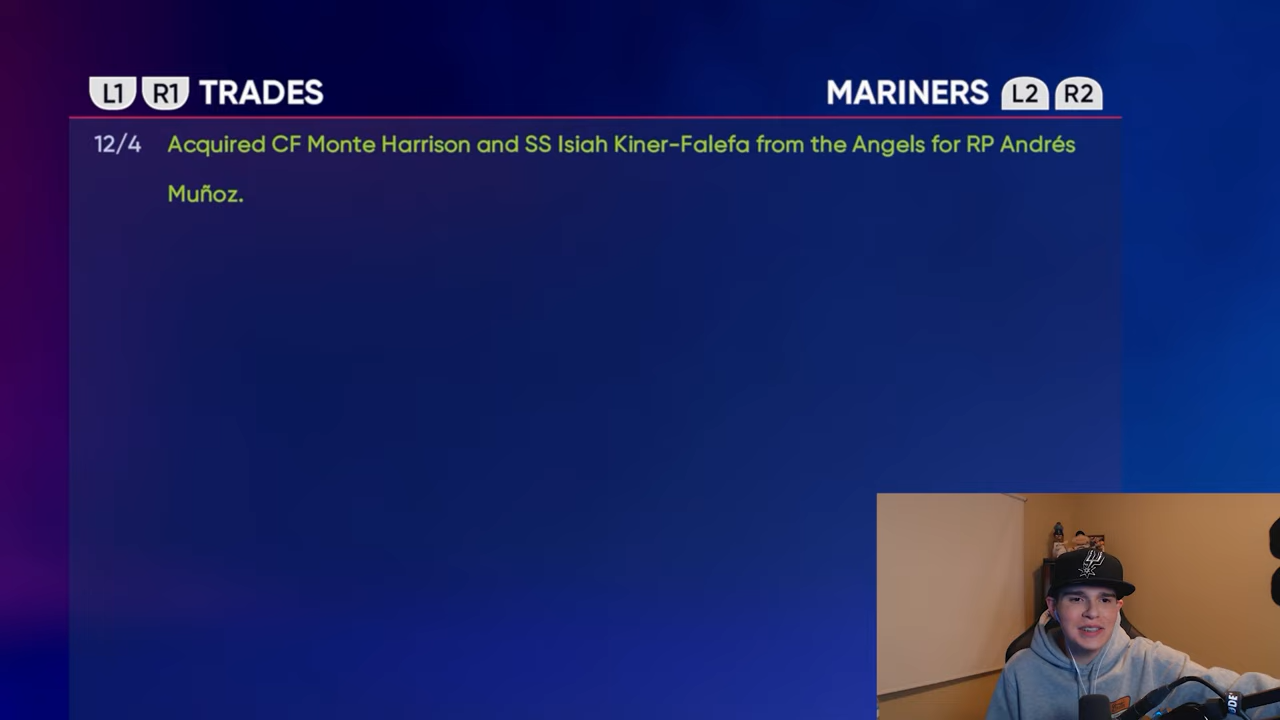 L1 R1 TRADES MARINERS L2 R2
12/4 Acquired CF Monte Harrison and SS Isiah Kiner-Falefa from the Angels for RP Andrés
Muñoz.